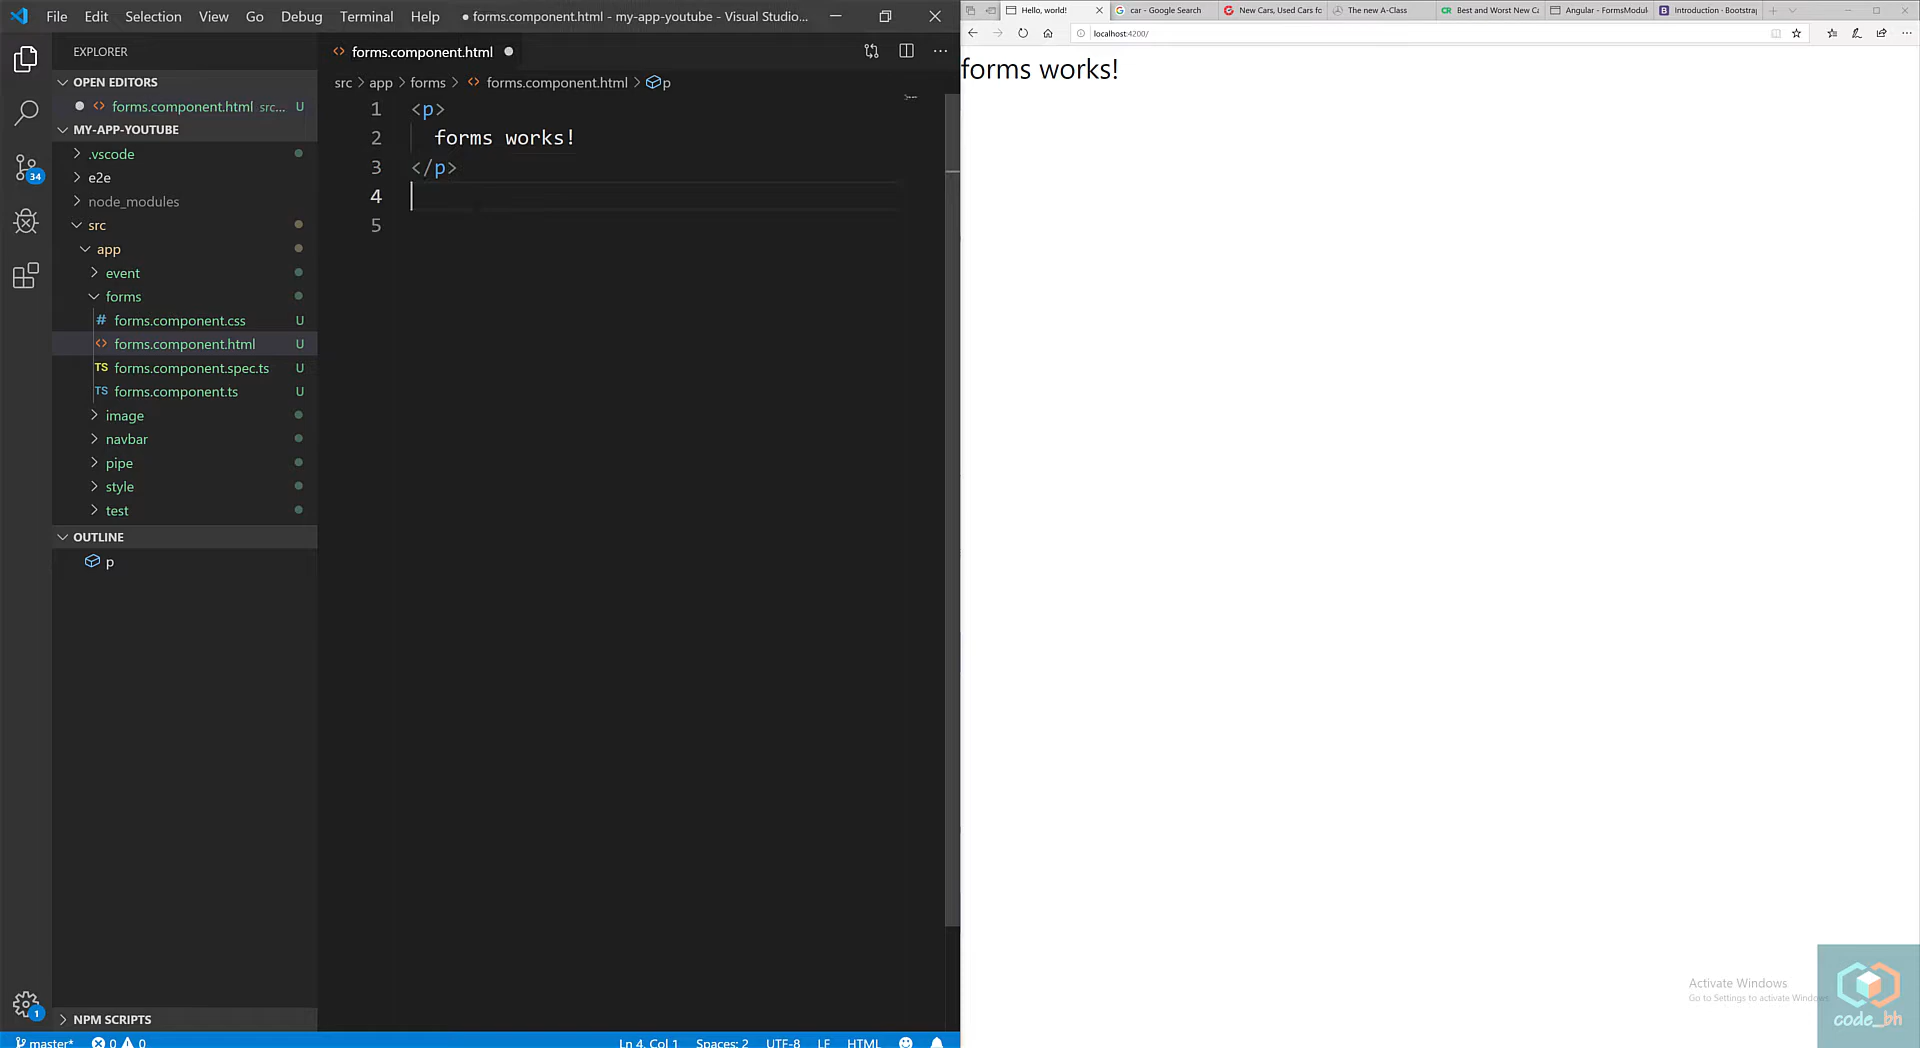 File Edit Selection View Go Debug Terminal Help ● forms.component.html - my-app-youtube - Visual Studio...
EXPLORER
OPEN EDITORS
forms.component.html src... U
MY-APP-YOUTUBE
.vscode
e2e
node_modules
src
app
event
forms
forms.component.css U
forms.component.html U
forms.component.spec.ts U
forms.component.ts U
image
navbar
pipe
style
test
OUTLINE
p
NPM SCRIPTS
34
1
forms.component.html
src > app > forms > forms.component.html > p
1 <p>
2 forms works!
3 </p>
4
5
master* 0 0 Ln 4, Col 1 Spaces: 2 UTF-8 LF HTML
Hello, world! car - Google Search New Cars, Used Cars fo The new A-Class Best and Worst New Ca Angular - FormsModul Introduction · Bootstrap
localhost:4200/
forms works!
Activate Windows
Go to Settings to activate Windows
code_bh